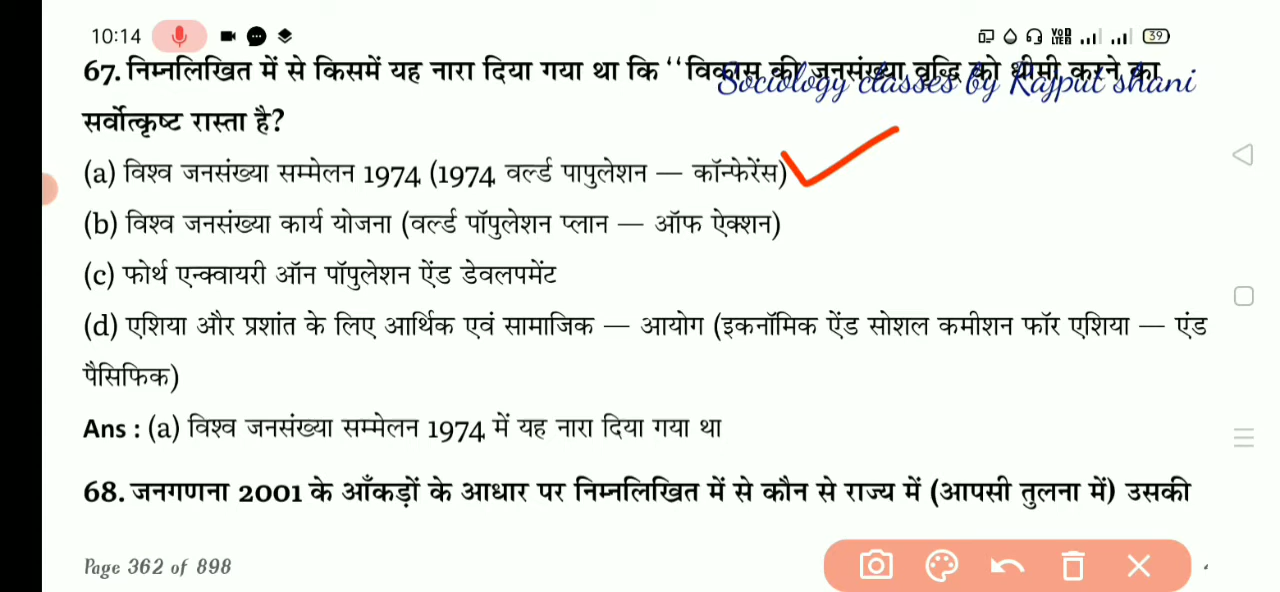 10:14
VoD LTE 39
67. निम्नलिखित में से किसमें यह नारा दिया गया था कि ‘‘विकास की जनसंख्या वृद्धि को धीमी करने का
Sociology classes by Rajput shani
सर्वोत्कृष्ट रास्ता है?
(a) विश्व जनसंख्या सम्मेलन 1974 (1974 वर्ल्ड पापुलेशन — कॉन्फेरेंस)
(b) विश्व जनसंख्या कार्य योजना (वर्ल्ड पॉपुलेशन प्लान — ऑफ ऐक्शन)
(c) फोर्थ एन्क्वायरी ऑन पॉपुलेशन ऐंड डेवलपमेंट
(d) एशिया और प्रशांत के लिए आर्थिक एवं सामाजिक — आयोग (इकनॉमिक ऐंड सोशल कमीशन फॉर एशिया — एंड
पैसिफिक)
Ans : (a) विश्व जनसंख्या सम्मेलन 1974 में यह नारा दिया गया था
68. जनगणना 2001 के आँकड़ों के आधार पर निम्नलिखित में से कौन से राज्य में (आपसी तुलना में) उसकी
Page 362 of 898